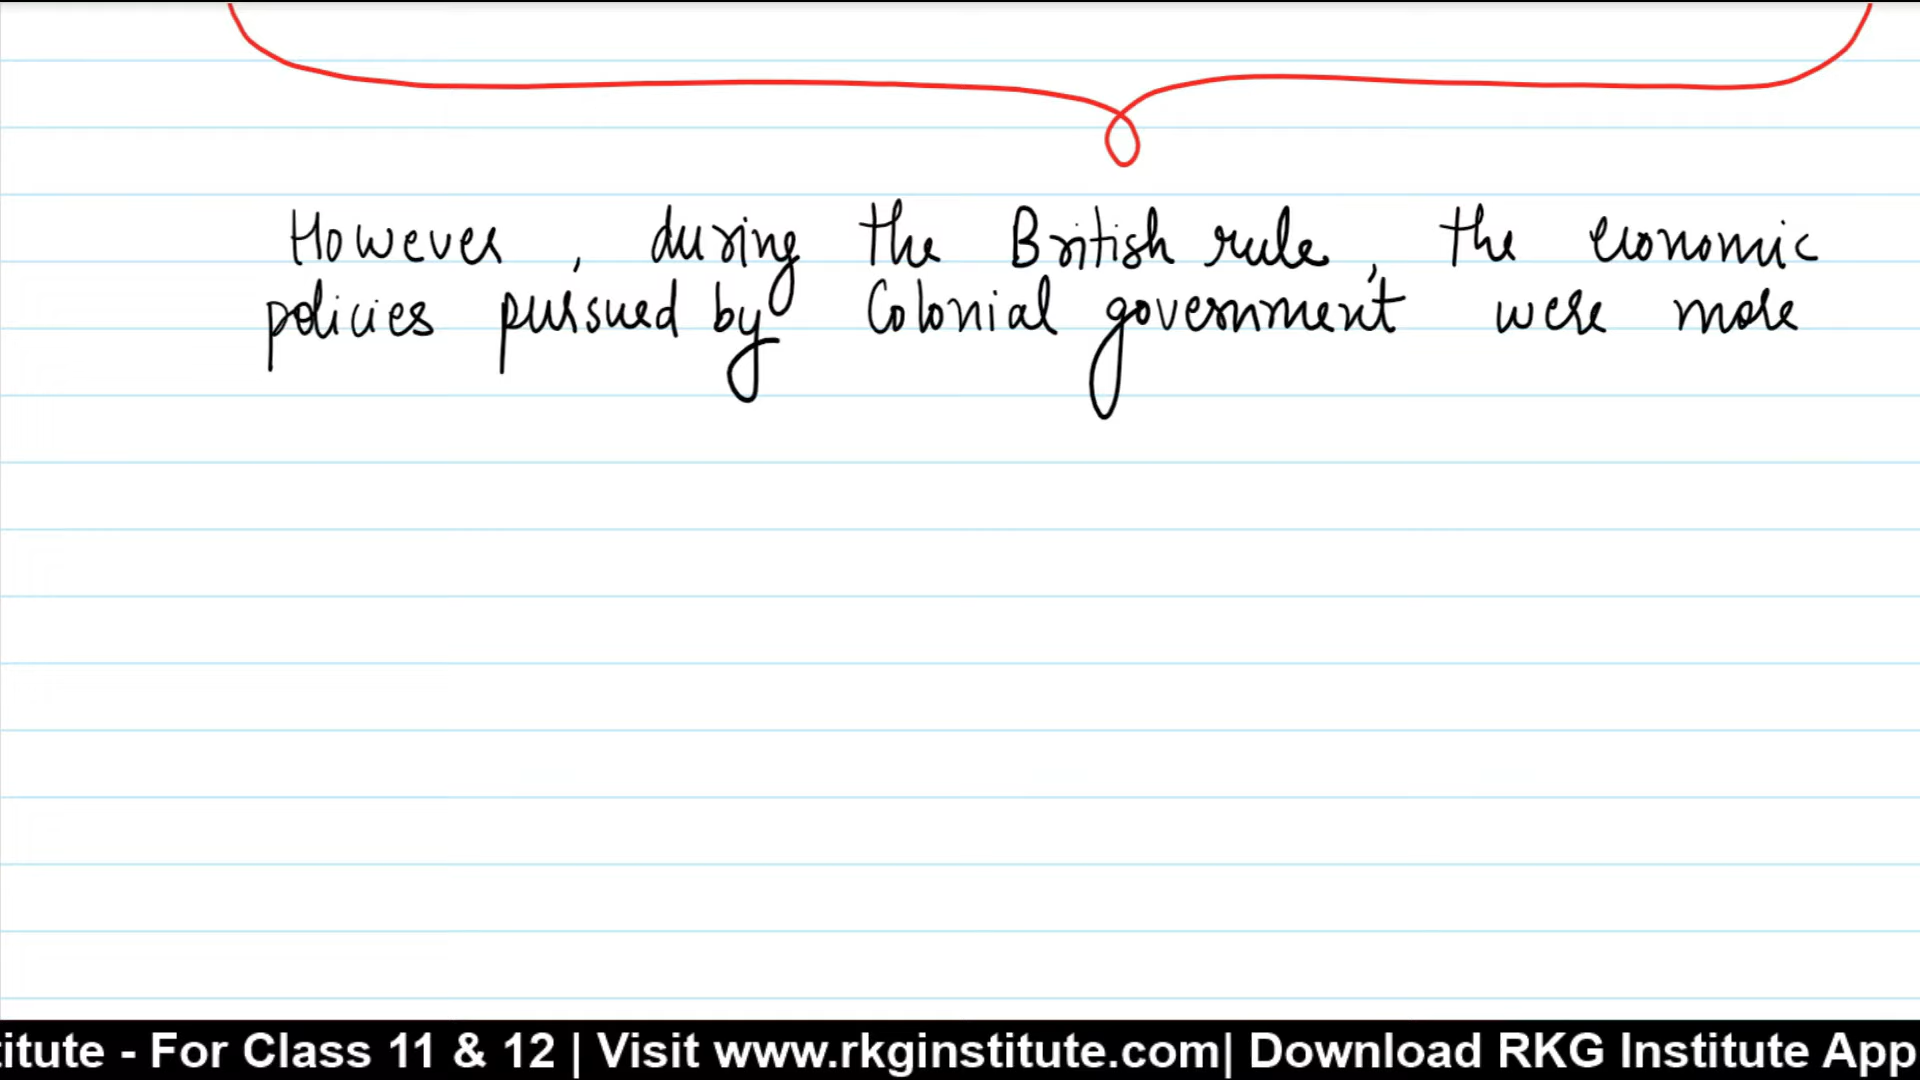 However, during the British rule, the economic
policies pursued by Colonial government were more
titute - For Class 11 & 12 | Visit www.rkginstitute.com| Download RKG Institute App